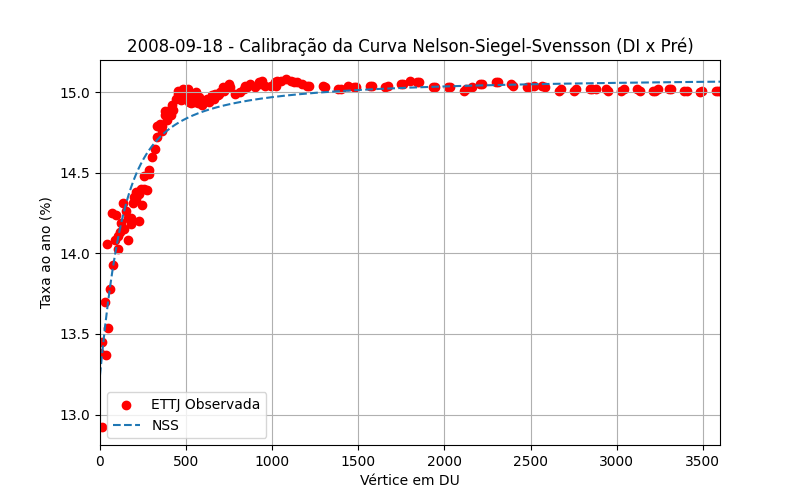 2008-09-18 - Calibração da Curva Nelson-Siegel-Svensson (DI x Pré)
Taxa ao ano (%)
15.0
14.5
14.0
13.5
13.0
ETTJ Observada
NSS
0 500 1000 1500 2000 2500 3000 3500
Vértice em DU